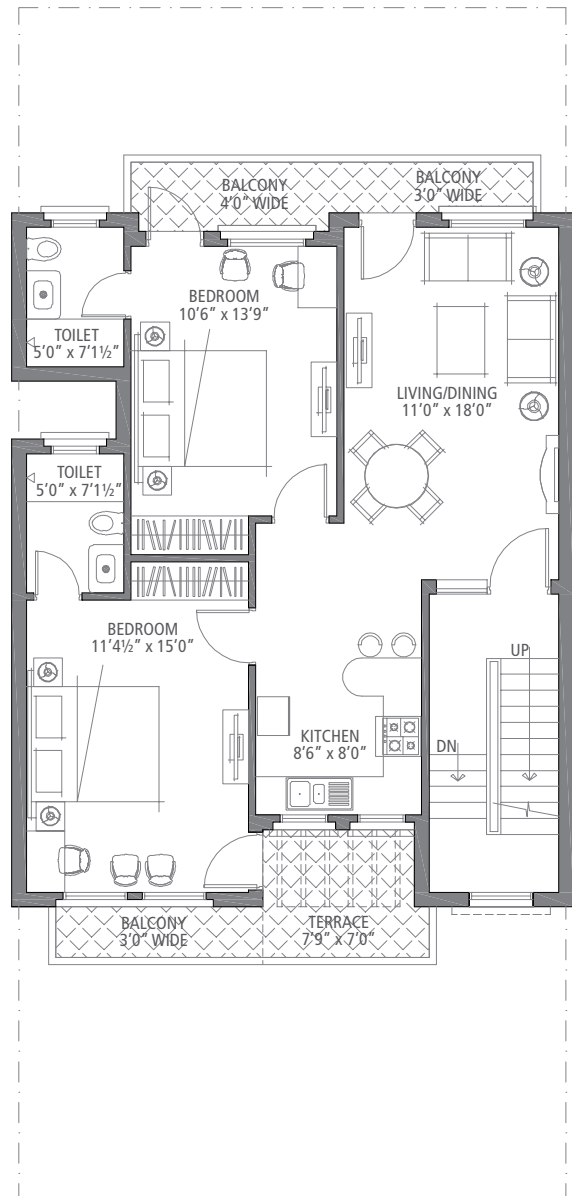 BALCONY
4'0" WIDE
BALCONY
3'0" WIDE
BEDROOM
10'6" x 13'9"
TOILET
5'0" x 7'1½"
LIVING/DINING
11'0" x 18'0"
TOILET
5'0" x 7'1½"
BEDROOM
11'4½" x 15'0"
UP
KITCHEN
8'6" x 8'0"
DN
BALCONY
3'0" WIDE
TERRACE
7'9" x 7'0"